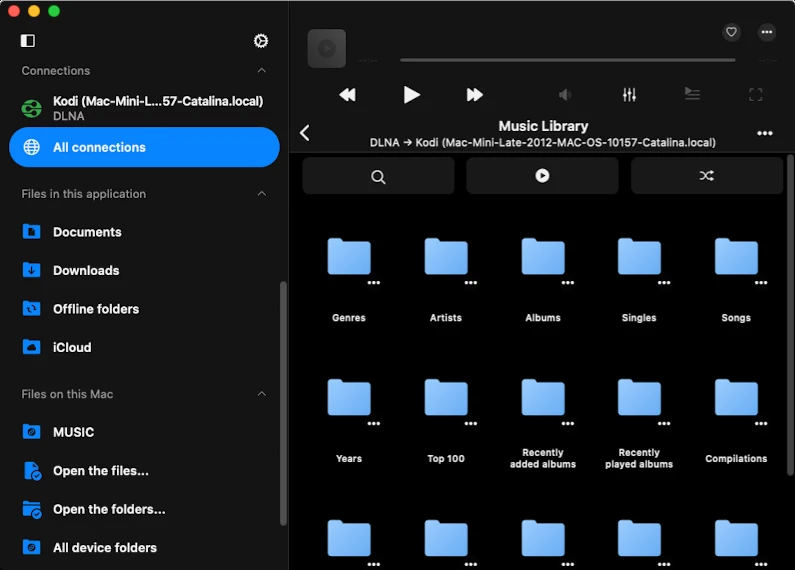 Connections
Kodi (Mac-Mini-L...57-Catalina.local)
DLNA
All connections
Files in this application
Documents
Downloads
Offline folders
iCloud
Files on this Mac
MUSIC
Open the files...
Open the folders...
All device folders
Music Library
DLNA → Kodi (Mac-Mini-Late-2012-MAC-OS-10157-Catalina.local)
Genres
Artists
Albums
Singles
Songs
Years
Top 100
Recently
added albums
Recently
played albums
Compilations